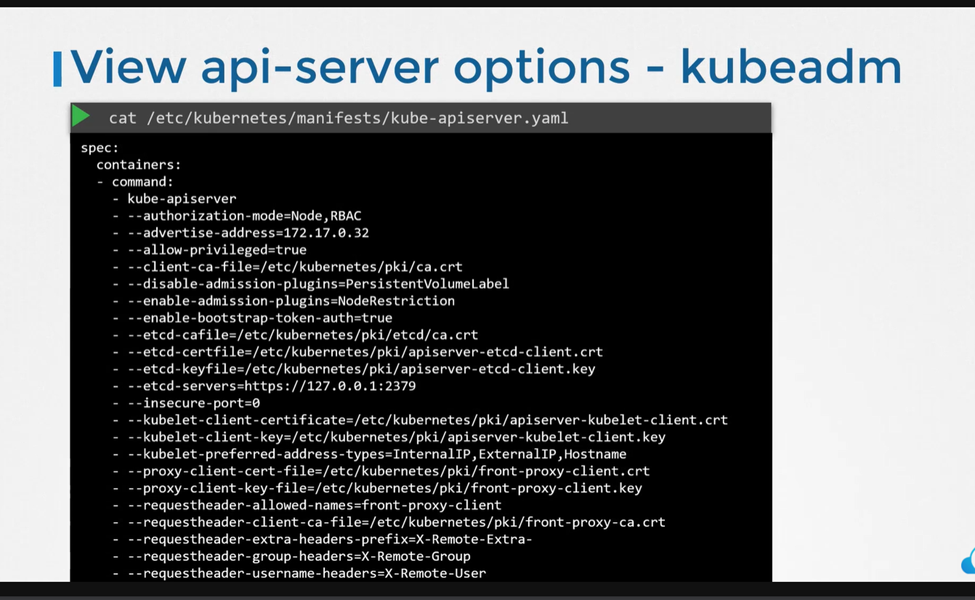 View api-server options - kubeadm
cat /etc/kubernetes/manifests/kube-apiserver.yaml
spec:
  containers:
  - command:
    - kube-apiserver
    - --authorization-mode=Node,RBAC
    - --advertise-address=172.17.0.32
    - --allow-privileged=true
    - --client-ca-file=/etc/kubernetes/pki/ca.crt
    - --disable-admission-plugins=PersistentVolumeLabel
    - --enable-admission-plugins=NodeRestriction
    - --enable-bootstrap-token-auth=true
    - --etcd-cafile=/etc/kubernetes/pki/etcd/ca.crt
    - --etcd-certfile=/etc/kubernetes/pki/apiserver-etcd-client.crt
    - --etcd-keyfile=/etc/kubernetes/pki/apiserver-etcd-client.key
    - --etcd-servers=https://127.0.0.1:2379
    - --insecure-port=0
    - --kubelet-client-certificate=/etc/kubernetes/pki/apiserver-kubelet-client.crt
    - --kubelet-client-key=/etc/kubernetes/pki/apiserver-kubelet-client.key
    - --kubelet-preferred-address-types=InternalIP,ExternalIP,Hostname
    - --proxy-client-cert-file=/etc/kubernetes/pki/front-proxy-client.crt
    - --proxy-client-key-file=/etc/kubernetes/pki/front-proxy-client.key
    - --requestheader-allowed-names=front-proxy-client
    - --requestheader-client-ca-file=/etc/kubernetes/pki/front-proxy-ca.crt
    - --requestheader-extra-headers-prefix=X-Remote-Extra-
    - --requestheader-group-headers=X-Remote-Group
    - --requestheader-username-headers=X-Remote-User